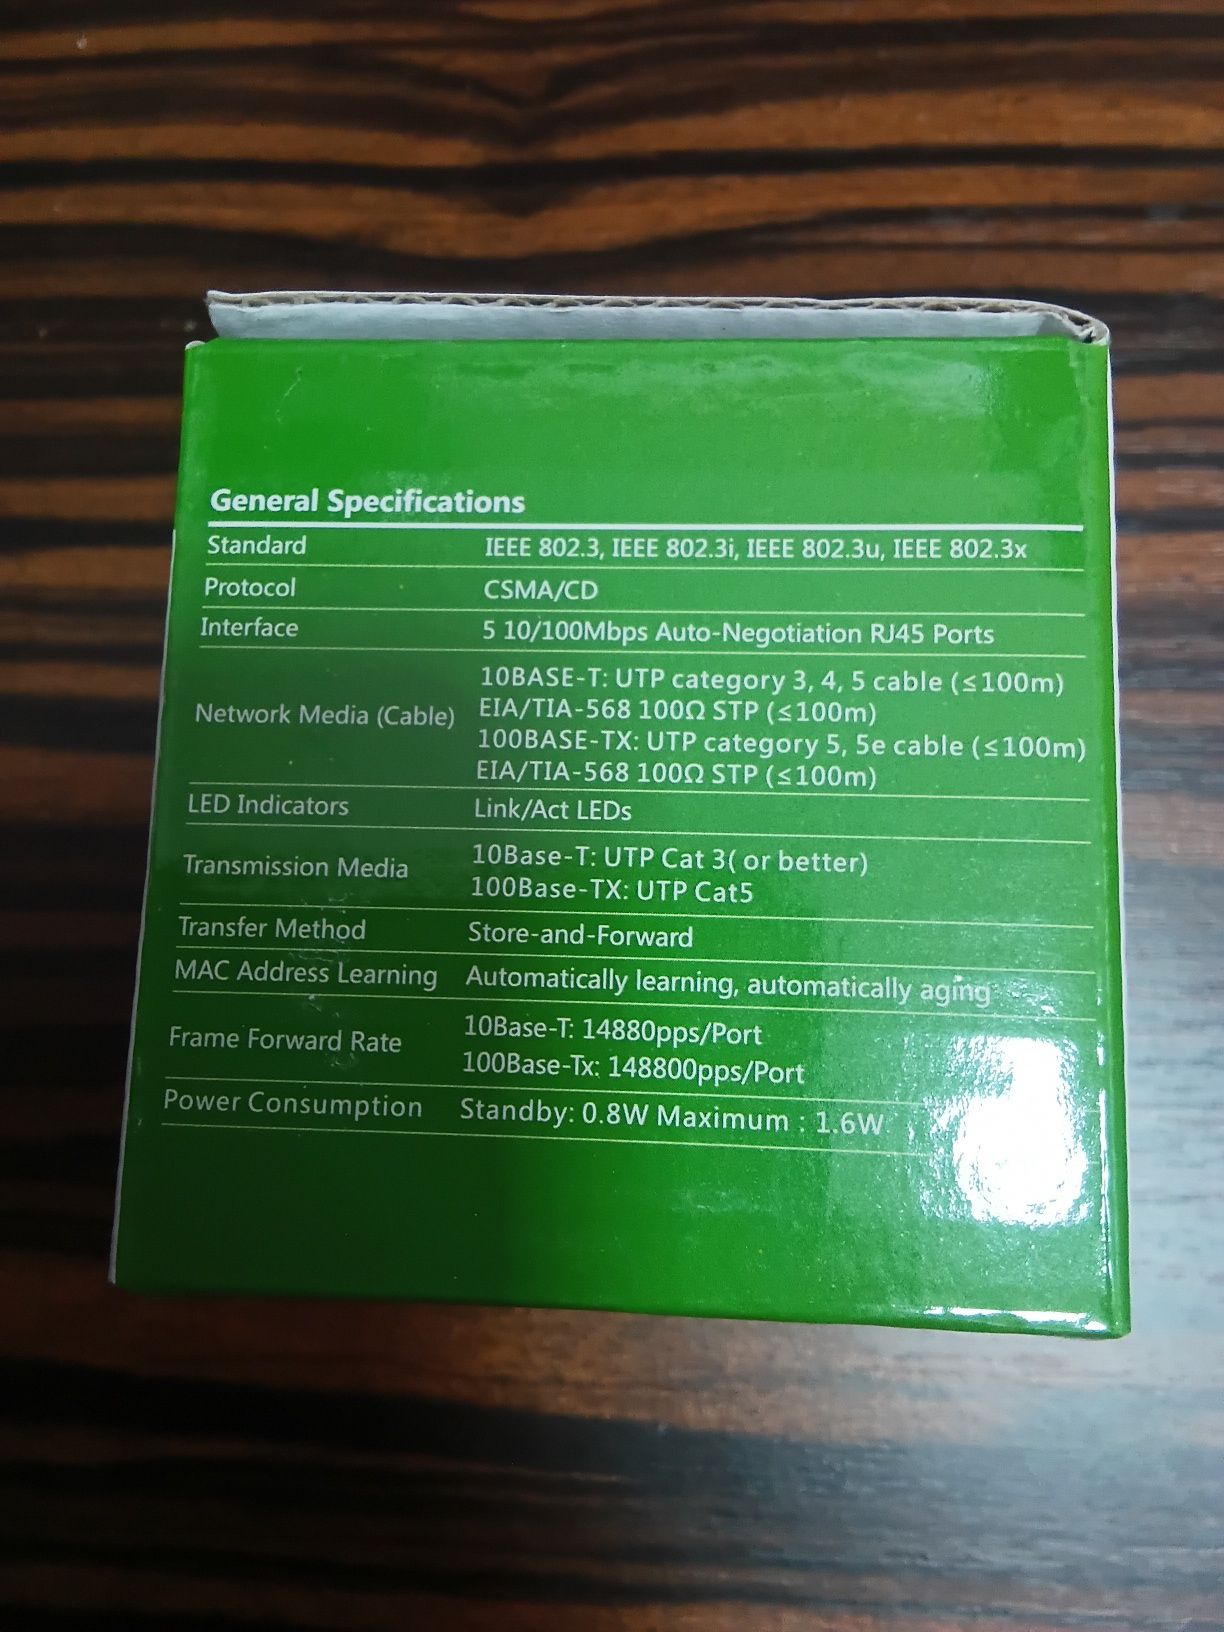 General Specifications
Standard IEEE 802.3, IEEE 802.3i, IEEE 802.3u, IEEE 802.3x
Protocol CSMA/CD
Interface 5 10/100Mbps Auto-Negotiation RJ45 Ports
Network Media (Cable) 10BASE-T: UTP category 3, 4, 5 cable (≤100m)
EIA/TIA-568 100Ω STP (≤100m)
100BASE-TX: UTP category 5, 5e cable (≤100m)
EIA/TIA-568 100Ω STP (≤100m)
LED Indicators Link/Act LEDs
Transmission Media 10Base-T: UTP Cat 3( or better)
100Base-TX: UTP Cat5
Transfer Method Store-and-Forward
MAC Address Learning Automatically learning, automatically aging
Frame Forward Rate 10Base-T: 14880pps/Port
100Base-Tx: 148800pps/Port
Power Consumption Standby: 0.8W Maximum : 1.6W